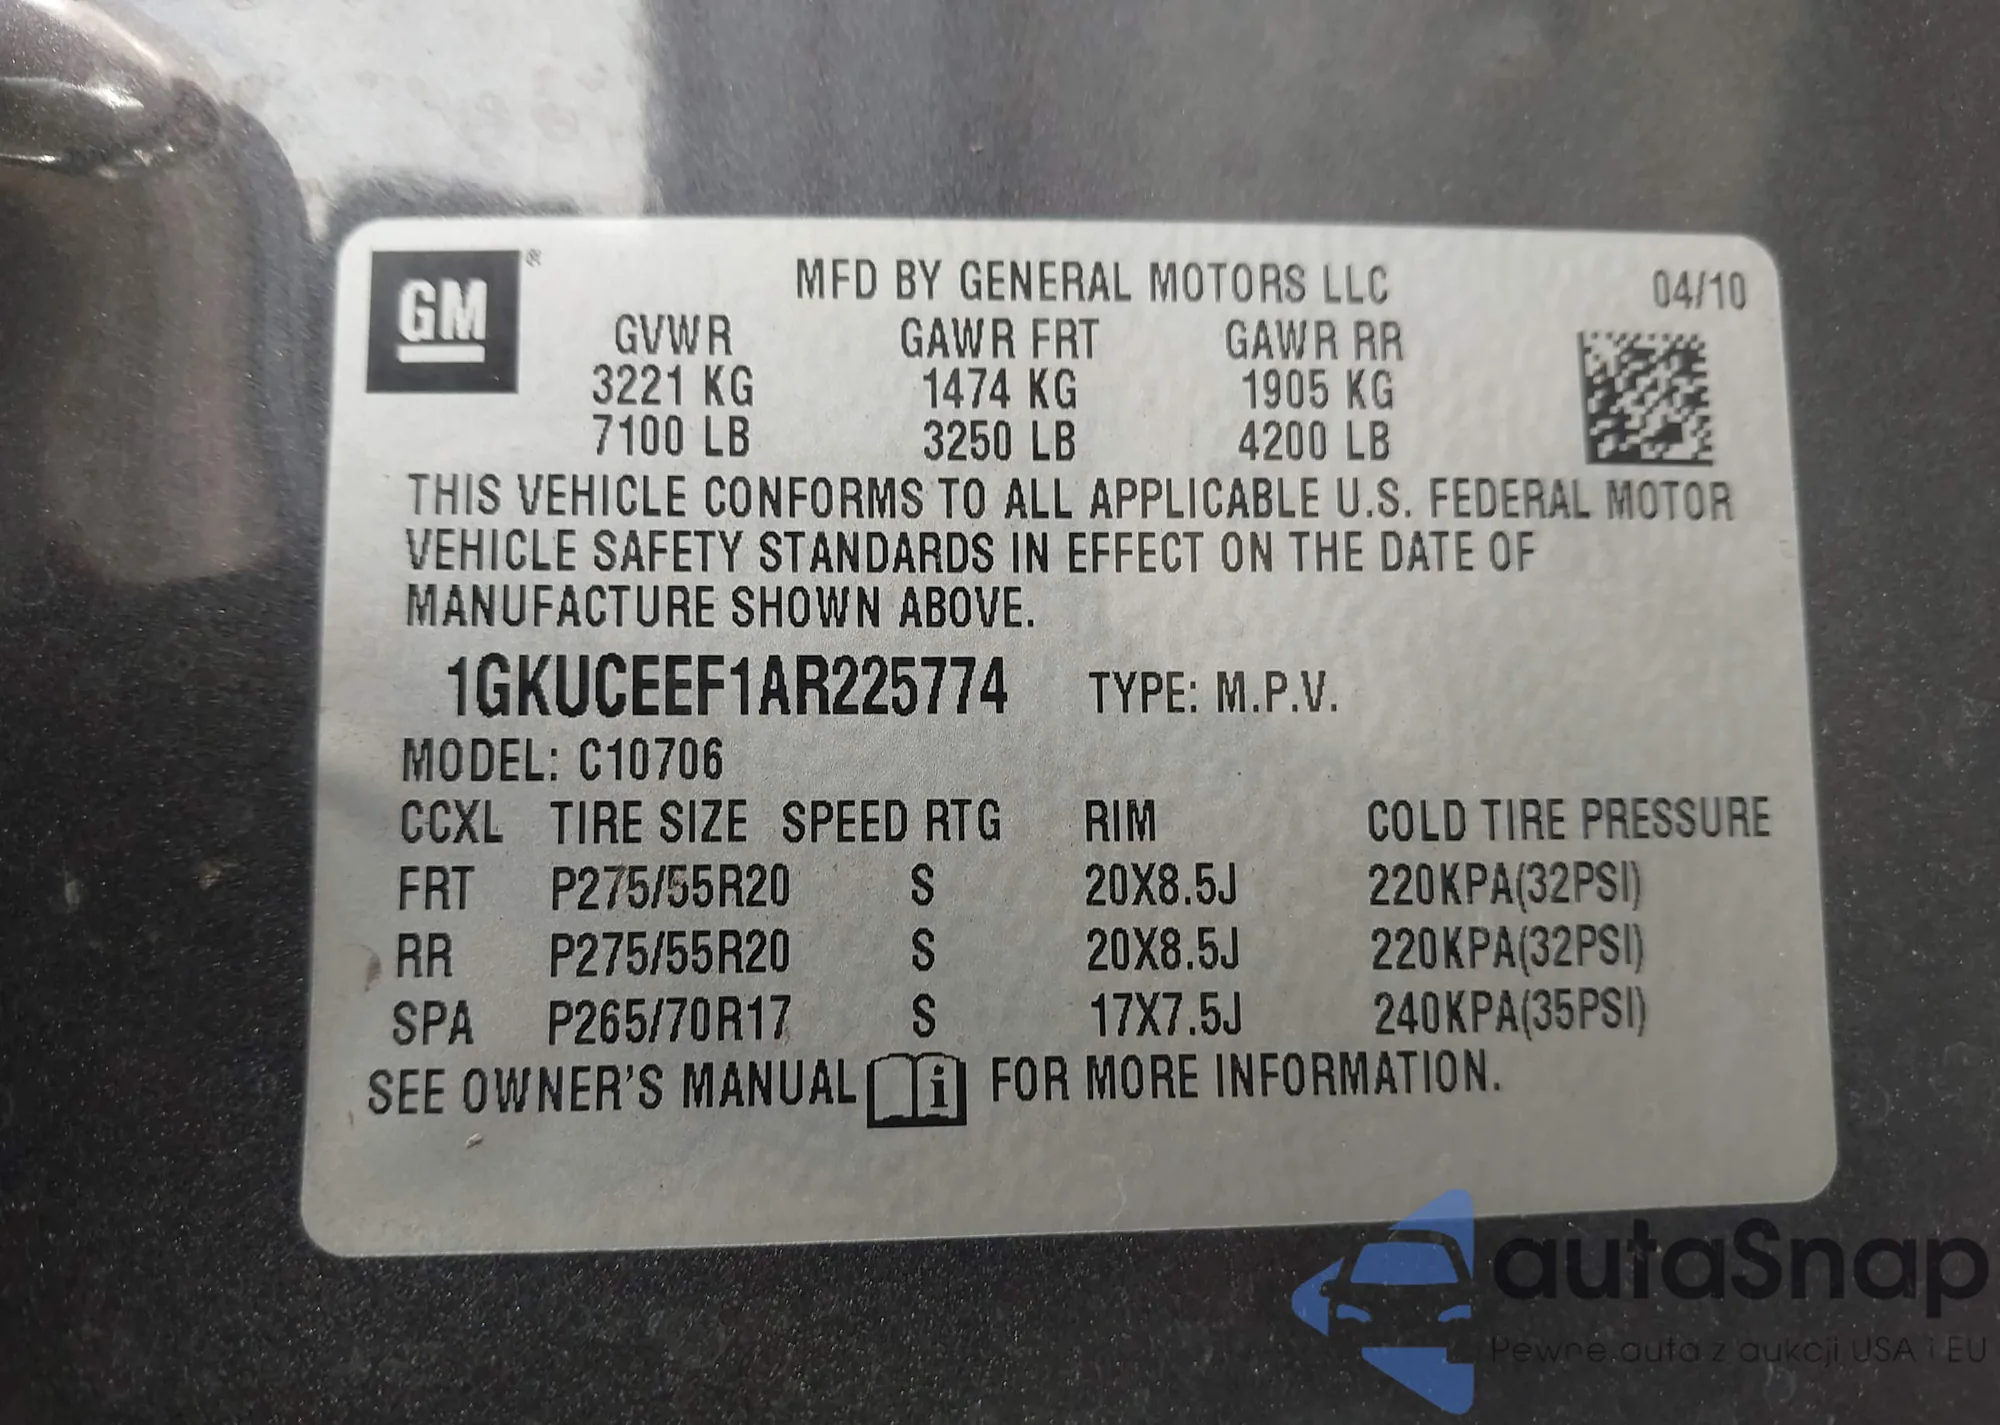 GM ®
MFD BY GENERAL MOTORS LLC 04/10
GVWR GAWR FRT GAWR RR
3221 KG 1474 KG 1905 KG
7100 LB 3250 LB 4200 LB
THIS VEHICLE CONFORMS TO ALL APPLICABLE U.S. FEDERAL MOTOR
VEHICLE SAFETY STANDARDS IN EFFECT ON THE DATE OF
MANUFACTURE SHOWN ABOVE.
1GKUCEEF1AR225774 TYPE: M.P.V.
MODEL: C10706
CCXL TIRE SIZE SPEED RTG RIM COLD TIRE PRESSURE
FRT P275/55R20 S 20X8.5J 220KPA(32PSI)
RR P275/55R20 S 20X8.5J 220KPA(32PSI)
SPA P265/70R17 S 17X7.5J 240KPA(35PSI)
SEE OWNER'S MANUAL i FOR MORE INFORMATION.
autaSnap
Pewne auta z aukcji USA i EU